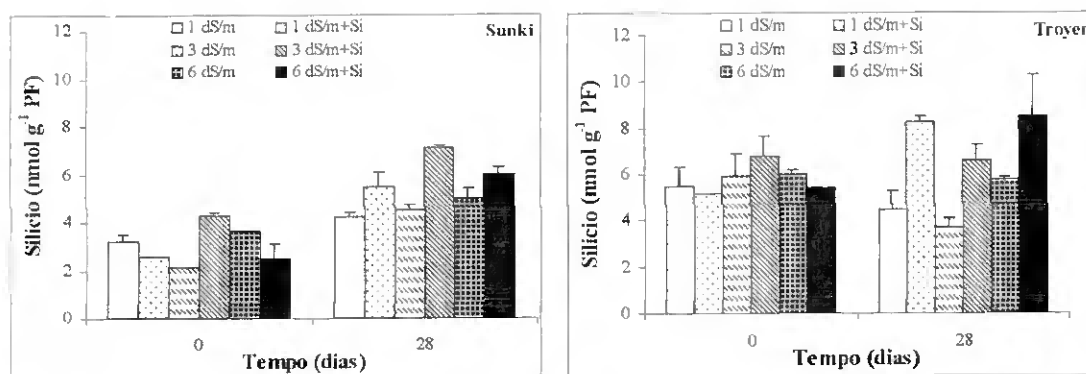 Sunki
1 dS/m 1 dS/m+Si
3 dS/m 3 dS/m+Si
6 dS/m 6 dS/m+Si
Silicio (nmol g⁻¹ PF)
12
10
8
6
4
2
0
0 28
Tempo (dias)
Troyer
1 dS/m 1 dS/m+Si
3 dS/m 3 dS/m+Si
6 dS/m 6 dS/m+Si
Silício (nmol g⁻¹ PF)
12
10
8
6
4
2
0
0 28
Tempo (dias)